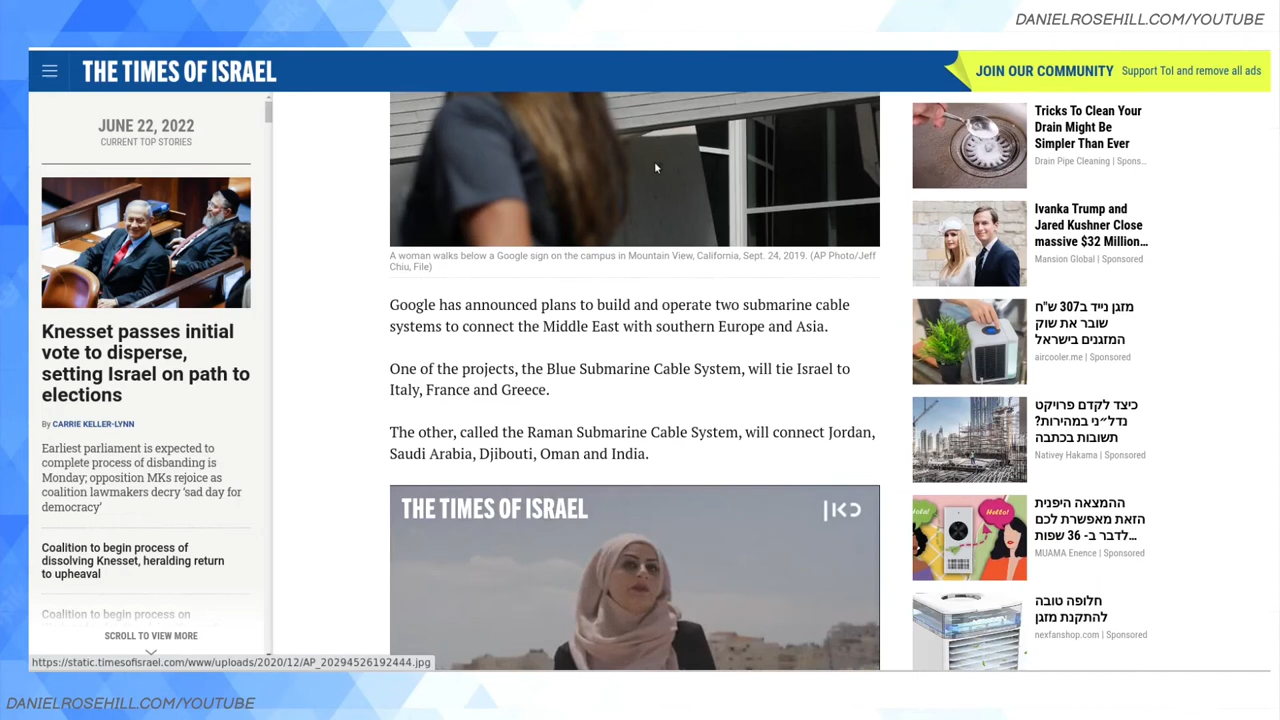 DANIELROSEHILL.COM/YOUTUBE
THE TIMES OF ISRAEL
JOIN OUR COMMUNITY Support ToI and remove all ads
JUNE 22, 2022
CURRENT TOP STORIES
Knesset passes initial
vote to disperse,
setting Israel on path to
elections
By CARRIE KELLER-LYNN
Earliest parliament is expected to
complete process of disbanding is
Monday; opposition MKs rejoice as
coalition lawmakers decry 'sad day for
democracy'
Coalition to begin process of
dissolving Knesset, heralding return
to upheaval
Coalition to begin process on
SCROLL TO VIEW MORE
https://static.timesofisrael.com/www/uploads/2020/12/AP_20294526192444.jpg
A woman walks below a Google sign on the campus in Mountain View, California, Sept. 24, 2019. (AP Photo/Jeff
Chiu, File)
Google has announced plans to build and operate two submarine cable
systems to connect the Middle East with southern Europe and Asia.
One of the projects, the Blue Submarine Cable System, will tie Israel to
Italy, France and Greece.
The other, called the Raman Submarine Cable System, will connect Jordan,
Saudi Arabia, Djibouti, Oman and India.
THE TIMES OF ISRAEL
Tricks To Clean Your
Drain Might Be
Simpler Than Ever
Drain Pipe Cleaning | Spons...
Ivanka Trump and
Jared Kushner Close
massive $32 Million...
Mansion Global | Sponsored
מזגן נייד ב307 ש"ח
שובר את שוק
המזגנים בישראל
aircooler.me | Sponsored
כיצד לקדם פרויקט
נדל״ני במהירות?
תשובות בכתבה
Nativey Hakama | Sponsored
Hello!
ההמצאה היפנית
הזאת מאפשרת לכם
לדבר ב- 36 שפות...
MUAMA Enence | Sponsored
חלופה טובה
להתקנת מזגן
nexfanshop.com | Sponsored
DANIELROSEHILL.COM/YOUTUBE